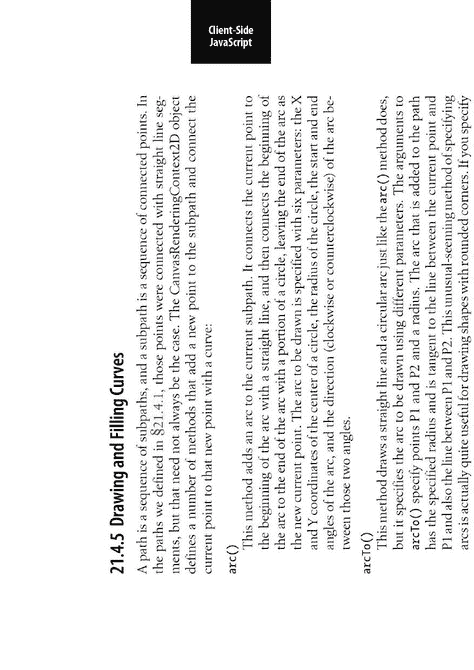 Client-Side
JavaScript
21.4.5 Drawing and Filling Curves
A path is a sequence of subpaths, and a subpath is a sequence of connected points. In
the paths we defined in §21.4.1, those points were connected with straight line seg-
ments, but that need not always be the case. The CanvasRenderingContext2D object
defines a number of methods that add a new point to the subpath and connect the
current point to that new point with a curve:
arc()
This method adds an arc to the current subpath. It connects the current point to
the beginning of the arc with a straight line, and then connects the beginning of
the arc to the end of the arc with a portion of a circle, leaving the end of the arc as
the new current point. The arc to be drawn is specified with six parameters: the X
and Y coordinates of the center of a circle, the radius of the circle, the start and end
angles of the arc, and the direction (clockwise or counterclockwise) of the arc be-
tween those two angles.
arcTo()
This method draws a straight line and a circular arc just like the arc() method does,
but it specifies the arc to be drawn using different parameters. The arguments to
arcTo() specify points P1 and P2 and a radius. The arc that is added to the path
has the specified radius and is tangent to the line between the current point and
P1 and also the line between P1 and P2. This unusual-seeming method of specifying
arcs is actually quite useful for drawing shapes with rounded corners. If you specify